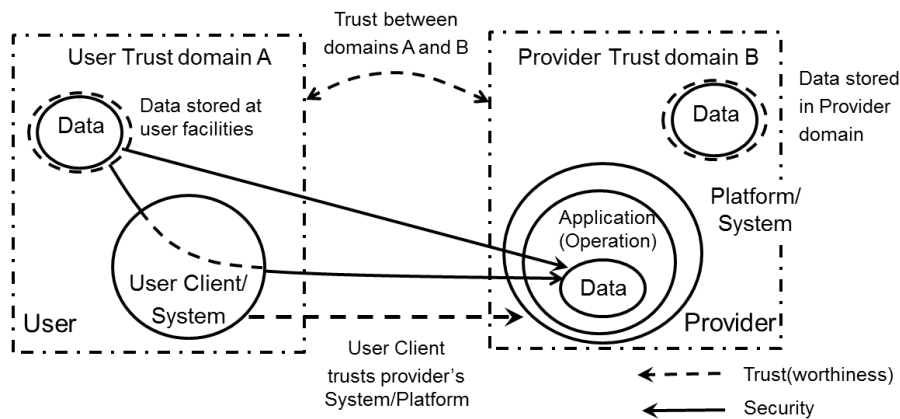 Trust between
domains A and B
User Trust domain A
Data
Data stored at
user facilities
User Client/
System
User
User Client
trusts provider's
System/Platform
Provider Trust domain B
Data
Data stored
in Provider
domain
Platform/
System
Application
(Operation)
Data
Provider
Trust(worthiness)
Security